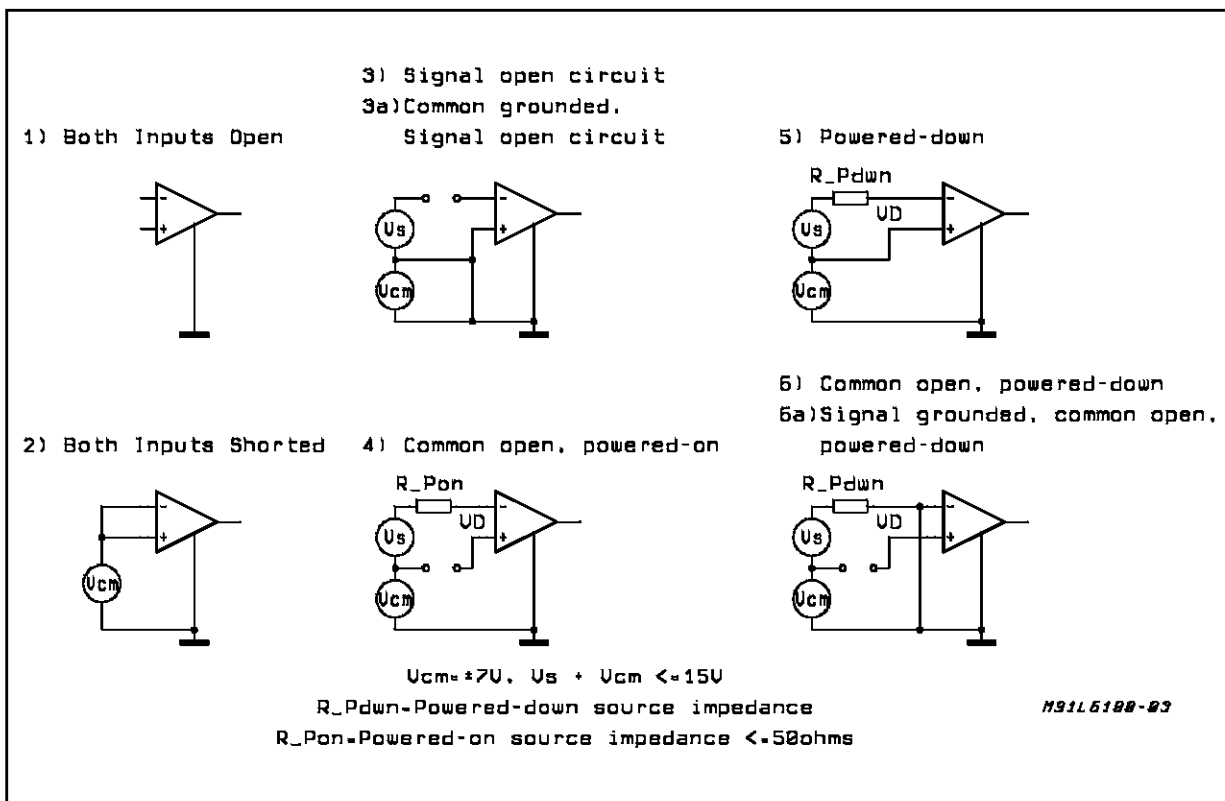 3) Signal open circuit
3a)Common grounded.
Signal open circuit
1) Both Inputs Open
5) Powered-down
- +
Vs
Vcm
- +
R_Pdwn
VD
Vs
Vcm
- +
6) Common open, powered-down
6a)Signal grounded, common open,
powered-down
2) Both Inputs Shorted
4) Common open, powered-on
Vcm
- +
R_Pon
VD
Vs
Vcm
- +
R_Pdwn
VD
Vs
Vcm
- +
Vcm=±7V. Vs + Vcm <=15V
R_Pdwn=Powered-down source impedance
R_Pon=Powered-on source impedance <=50ohms
M91L6180-03